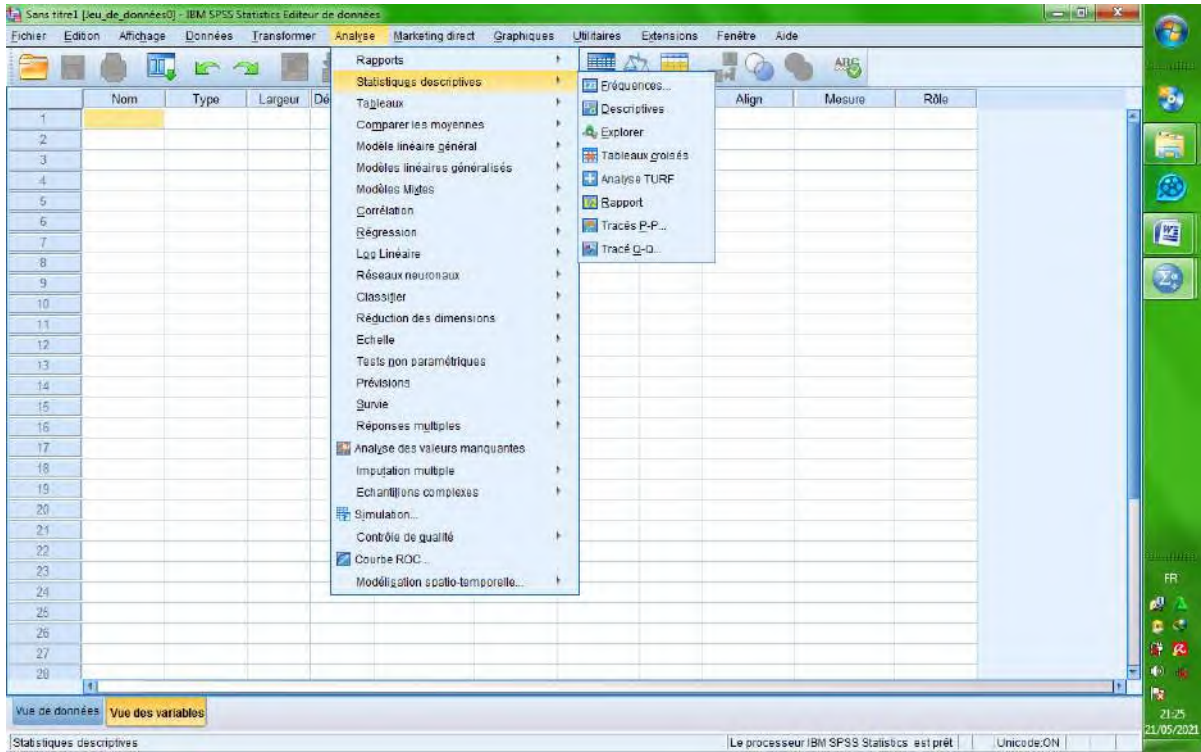 Sans titre1 [Jeu_de_données0] - IBM SPSS Statistics Editeur de données
Fichier Edition Affichage Données Transformer Analyse Marketing direct Graphiques Utilitaires Extensions Fenêtre Aide
Nom Type Largeur Dé Align Mesure Rôle
Rapports
Statistiques descriptives
Tableaux
Comparer les moyennes
Modèle linéaire général
Modèles linéaires généralisés
Modèles Mixtes
Corrélation
Régression
Log Linéaire
Réseaux neuronaux
Classifier
Réduction des dimensions
Echelle
Tests non paramétriques
Prévisions
Survie
Réponses multiples
Analyse des valeurs manquantes
Imputation multiple
Echantillons complexes
Simulation...
Contrôle de qualité
Courbe ROC...
Modélisation spatio-temporelle...
Fréquences...
Descriptives
Explorer
Tableaux croisés
Analyse TURF
Rapport
Tracés P-P...
Tracé Q-Q...
1
2
3
4
5
6
7
8
9
10
11
12
13
14
15
16
17
18
19
20
21
22
23
24
25
26
27
28
Vue de données Vue des variables
Statistiques descriptives Le processeur IBM SPSS Statistics est prêt Unicode:ON
FR
21:25
21/05/2021